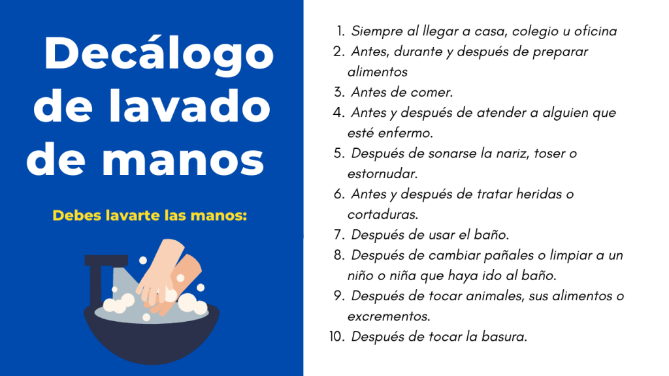 Decálogo
de lavado
de manos
Debes lavarte las manos:
1. Siempre al llegar a casa, colegio u oficina
2. Antes, durante y después de preparar
alimentos
3. Antes de comer.
4. Antes y después de atender a alguien que
esté enfermo.
5. Después de sonarse la nariz, toser o
estornudar.
6. Antes y después de tratar heridas o
cortaduras.
7. Después de usar el baño.
8. Después de cambiar pañales o limpiar a un
niño o niña que haya ido al baño.
9. Después de tocar animales, sus alimentos o
excrementos.
10. Después de tocar la basura.